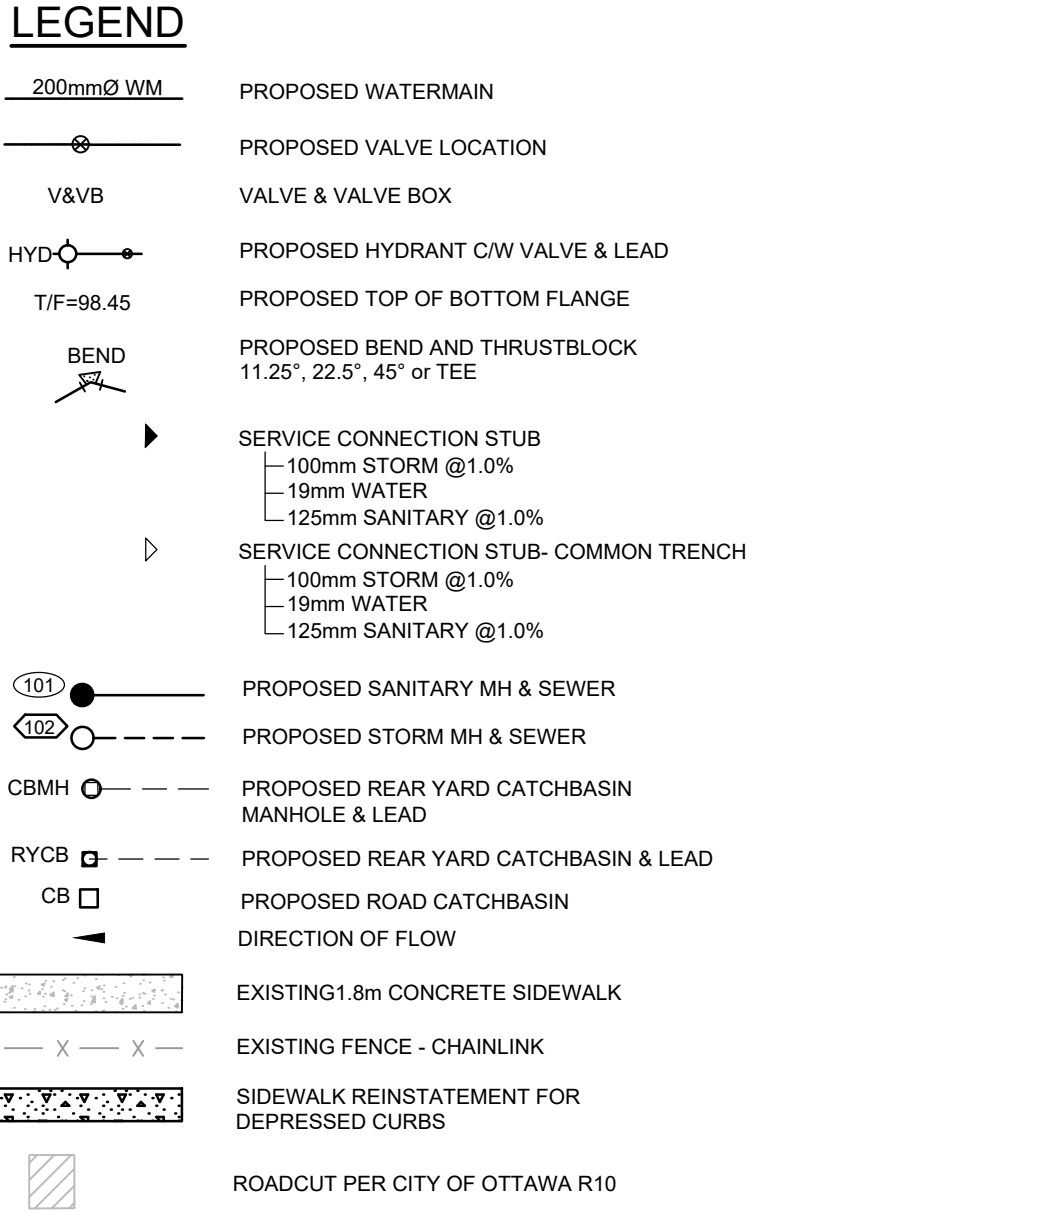 LEGEND
200mmØ WM PROPOSED WATERMAIN
PROPOSED VALVE LOCATION
V&VB VALVE & VALVE BOX
HYD PROPOSED HYDRANT C/W VALVE & LEAD
T/F=98.45 PROPOSED TOP OF BOTTOM FLANGE
BEND PROPOSED BEND AND THRUSTBLOCK
11.25°, 22.5°, 45° or TEE
SERVICE CONNECTION STUB
100mm STORM @1.0%
19mm WATER
125mm SANITARY @1.0%
SERVICE CONNECTION STUB- COMMON TRENCH
100mm STORM @1.0%
19mm WATER
125mm SANITARY @1.0%
101 PROPOSED SANITARY MH & SEWER
102 PROPOSED STORM MH & SEWER
CBMH PROPOSED REAR YARD CATCHBASIN
MANHOLE & LEAD
RYCB PROPOSED REAR YARD CATCHBASIN & LEAD
CB PROPOSED ROAD CATCHBASIN
DIRECTION OF FLOW
EXISTING1.8m CONCRETE SIDEWALK
X X EXISTING FENCE - CHAINLINK
SIDEWALK REINSTATEMENT FOR
DEPRESSED CURBS
ROADCUT PER CITY OF OTTAWA R10